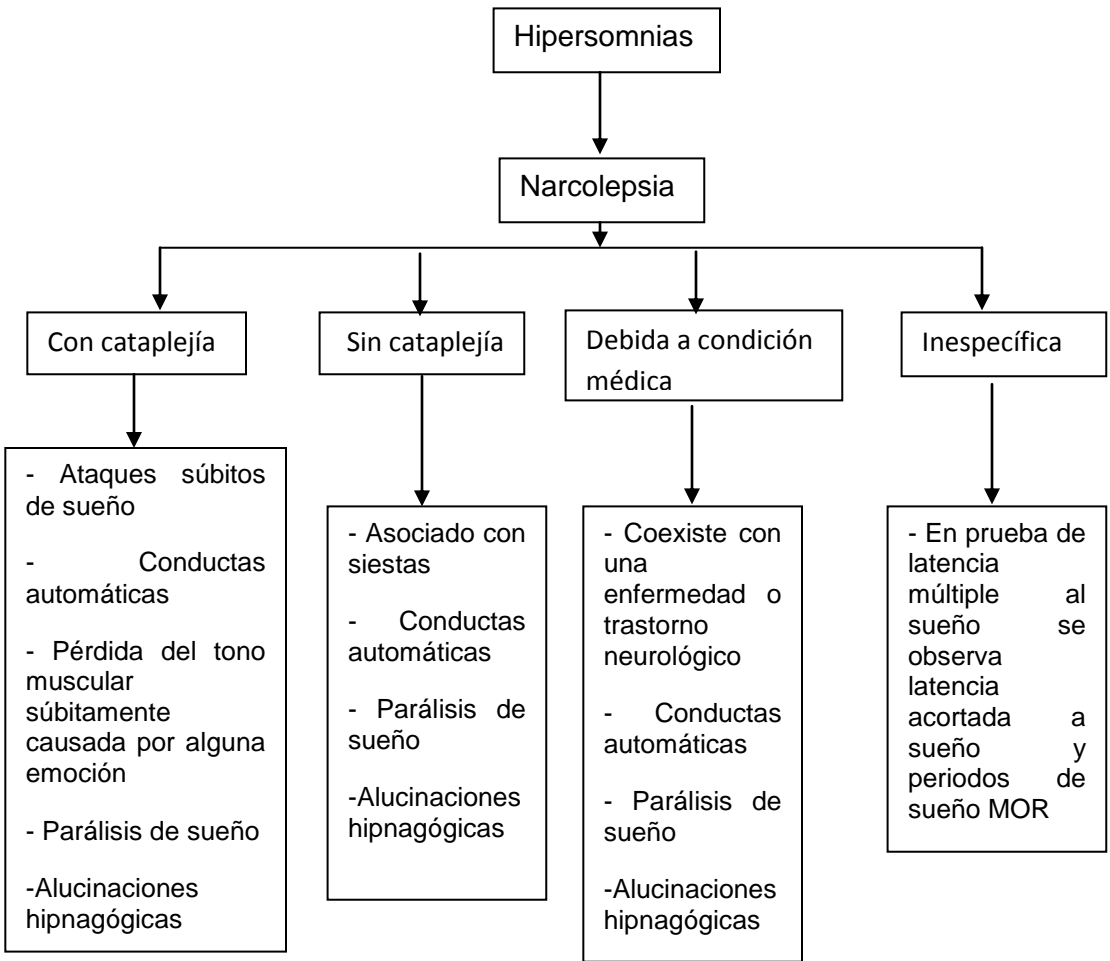 Hipersomnias
Narcolepsia
Con cataplejía
Sin cataplejía
Debida a condición
médica
Inespecífica
- Ataques súbitos
de sueño
- Conductas
automáticas
- Pérdida del tono
muscular
súbitamente
causada por alguna
emoción
- Parálisis de sueño
-Alucinaciones
hipnagógicas
- Asociado con
siestas
- Conductas
automáticas
- Parálisis de
sueño
-Alucinaciones
hipnagógicas
- Coexiste con
una
enfermedad o
trastorno
neurológico
- Conductas
automáticas
- Parálisis de
sueño
-Alucinaciones
hipnagógicas
- En prueba de
latencia
múltiple al
sueño se
observa
latencia
acortada a
sueño y
periodos de
sueño MOR